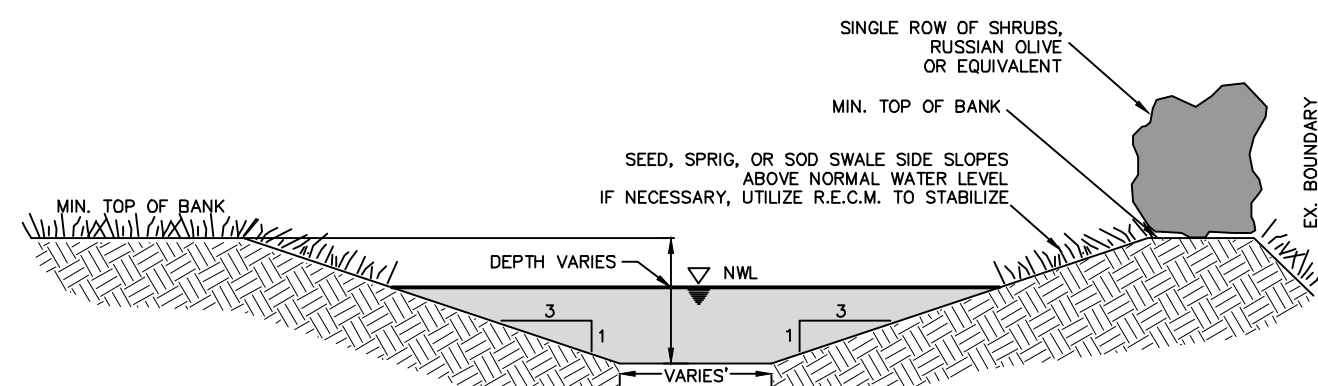 SINGLE ROW OF SHRUBS,
RUSSIAN OLIVE
OR EQUIVALENT
MIN. TOP OF BANK
EX. BOUNDARY
SEED, SPRIG, OR SOD SWALE SIDE SLOPES
ABOVE NORMAL WATER LEVEL
IF NECESSARY, UTILIZE R.E.C.M. TO STABILIZE
MIN. TOP OF BANK
DEPTH VARIES
NWL
3
1
3
1
VARIES'